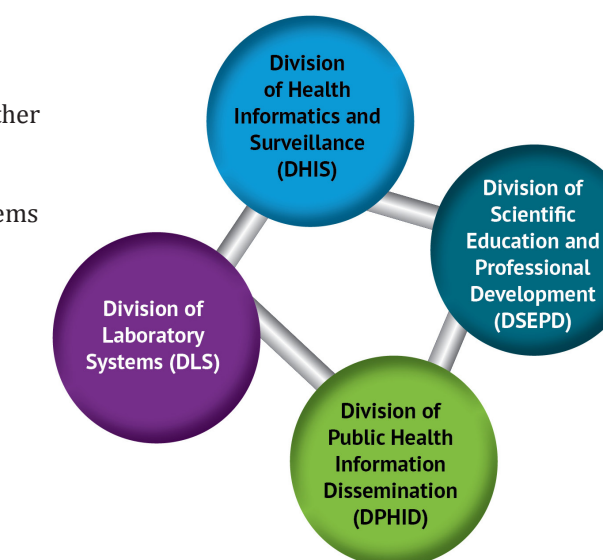 Division
of Health
Informatics and
Surveillance
(DHIS)
Division of
Scientific
Education and
Professional
Development
(DSEPD)
Division of
Laboratory
Systems (DLS)
Division of
Public Health
Information
Dissemination
(DPHID)